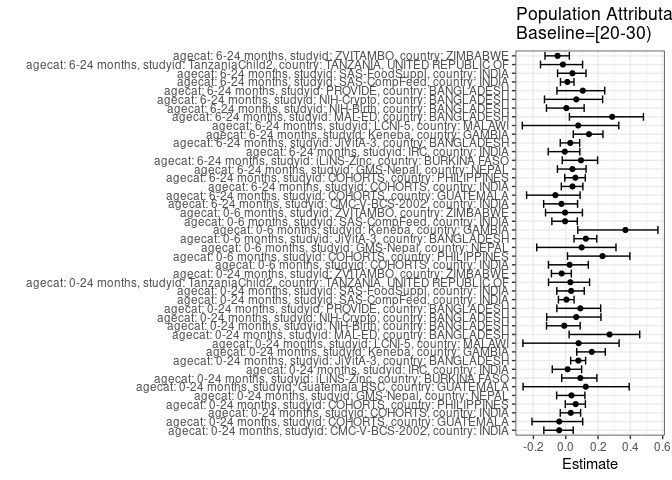 Population Attributa
Baseline=[20-30)
agecat: 6-24 months, studyid: ZVITAMBO, country: ZIMBABWE
agecat: 6-24 months, studyid: TanzaniaChild2, country: TANZANIA, UNITED REPUBLIC OF
agecat: 6-24 months, studyid: SAS-FoodSuppl, country: INDIA
agecat: 6-24 months, studyid: SAS-CompFeed, country: INDIA
agecat: 6-24 months, studyid: PROVIDE, country: BANGLADESH
agecat: 6-24 months, studyid: NIH-Crypto, country: BANGLADESH
agecat: 6-24 months, studyid: NIH-Birth, country: BANGLADESH
agecat: 6-24 months, studyid: MAL-ED, country: BANGLADESH
agecat: 6-24 months, studyid: LCNI-5, country: MALAWI
agecat: 6-24 months, studyid: Keneba, country: GAMBIA
agecat: 6-24 months, studyid: JiVitA-3, country: BANGLADESH
agecat: 6-24 months, studyid: IRC, country: INDIA
agecat: 6-24 months, studyid: iLiNS-Zinc, country: BURKINA FASO
agecat: 6-24 months, studyid: GMS-Nepal, country: NEPAL
agecat: 6-24 months, studyid: COHORTS, country: PHILIPPINES
agecat: 6-24 months, studyid: COHORTS, country: INDIA
agecat: 6-24 months, studyid: COHORTS, country: GUATEMALA
agecat: 6-24 months, studyid: CMC-V-BCS-2002, country: INDIA
agecat: 0-6 months, studyid: ZVITAMBO, country: ZIMBABWE
agecat: 0-6 months, studyid: SAS-CompFeed, country: INDIA
agecat: 0-6 months, studyid: Keneba, country: GAMBIA
agecat: 0-6 months, studyid: JiVitA-3, country: BANGLADESH
agecat: 0-6 months, studyid: GMS-Nepal, country: NEPAL
agecat: 0-6 months, studyid: COHORTS, country: PHILIPPINES
agecat: 0-6 months, studyid: COHORTS, country: INDIA
agecat: 0-24 months, studyid: ZVITAMBO, country: ZIMBABWE
agecat: 0-24 months, studyid: TanzaniaChild2, country: TANZANIA, UNITED REPUBLIC OF
agecat: 0-24 months, studyid: SAS-FoodSuppl, country: INDIA
agecat: 0-24 months, studyid: SAS-CompFeed, country: INDIA
agecat: 0-24 months, studyid: PROVIDE, country: BANGLADESH
agecat: 0-24 months, studyid: NIH-Crypto, country: BANGLADESH
agecat: 0-24 months, studyid: NIH-Birth, country: BANGLADESH
agecat: 0-24 months, studyid: MAL-ED, country: BANGLADESH
agecat: 0-24 months, studyid: LCNI-5, country: MALAWI
agecat: 0-24 months, studyid: Keneba, country: GAMBIA
agecat: 0-24 months, studyid: JiVitA-3, country: BANGLADESH
agecat: 0-24 months, studyid: IRC, country: INDIA
agecat: 0-24 months, studyid: iLiNS-Zinc, country: BURKINA FASO
agecat: 0-24 months, studyid: Guatemala BSC, country: GUATEMALA
agecat: 0-24 months, studyid: GMS-Nepal, country: NEPAL
agecat: 0-24 months, studyid: COHORTS, country: PHILIPPINES
agecat: 0-24 months, studyid: COHORTS, country: INDIA
agecat: 0-24 months, studyid: COHORTS, country: GUATEMALA
agecat: 0-24 months, studyid: CMC-V-BCS-2002, country: INDIA
-0.2 0.0 0.2 0.4 0.6
Estimate